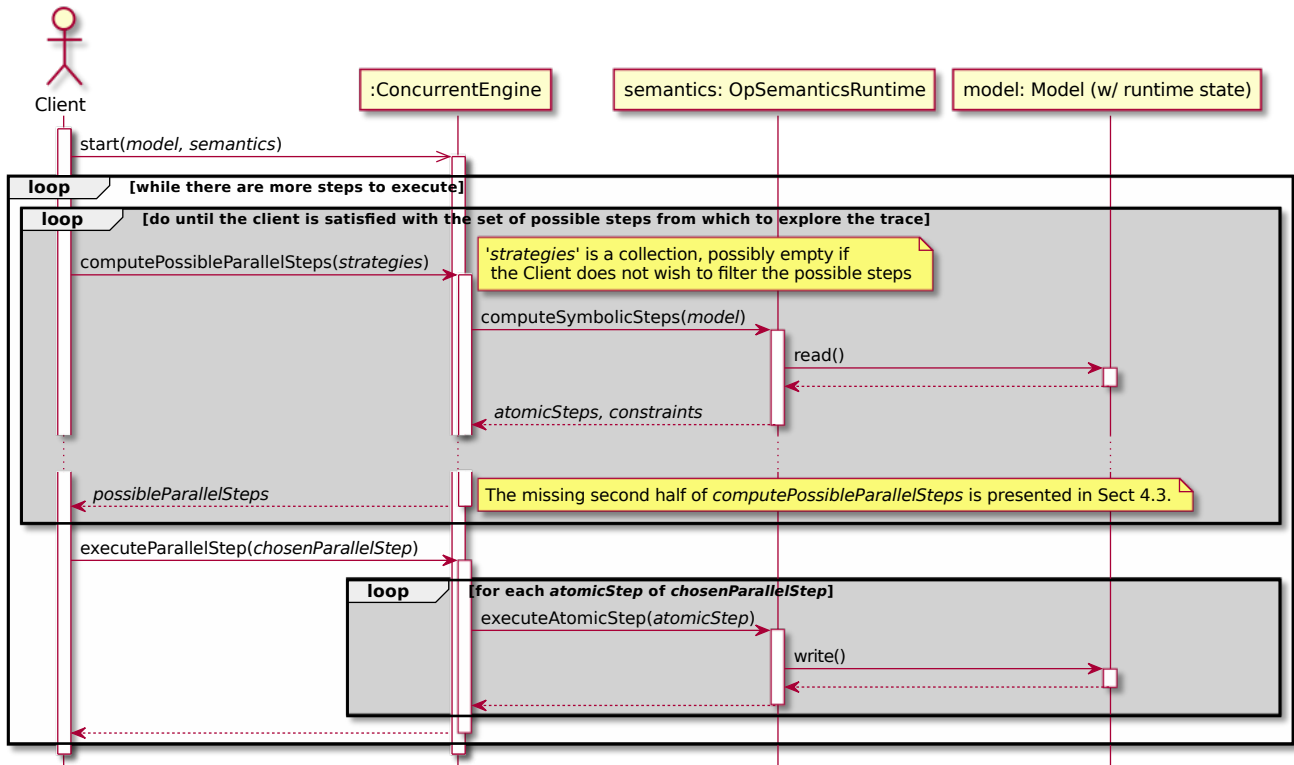 Client
:ConcurrentEngine
semantics: OpSemanticsRuntime
model: Model (w/ runtime state)
start(model, semantics)
loop
[while there are more steps to execute]
loop
[do until the client is satisfied with the set of possible steps from which to explore the trace]
computePossibleParallelSteps(strategies)
'strategies' is a collection, possibly empty if
the Client does not wish to filter the possible steps
computeSymbolicSteps(model)
read()
atomicSteps, constraints
possibleParallelSteps
The missing second half of computePossibleParallelSteps is presented in Sect 4.3.
executeParallelStep(chosenParallelStep)
loop
[for each atomicStep of chosenParallelStep]
executeAtomicStep(atomicStep)
write()